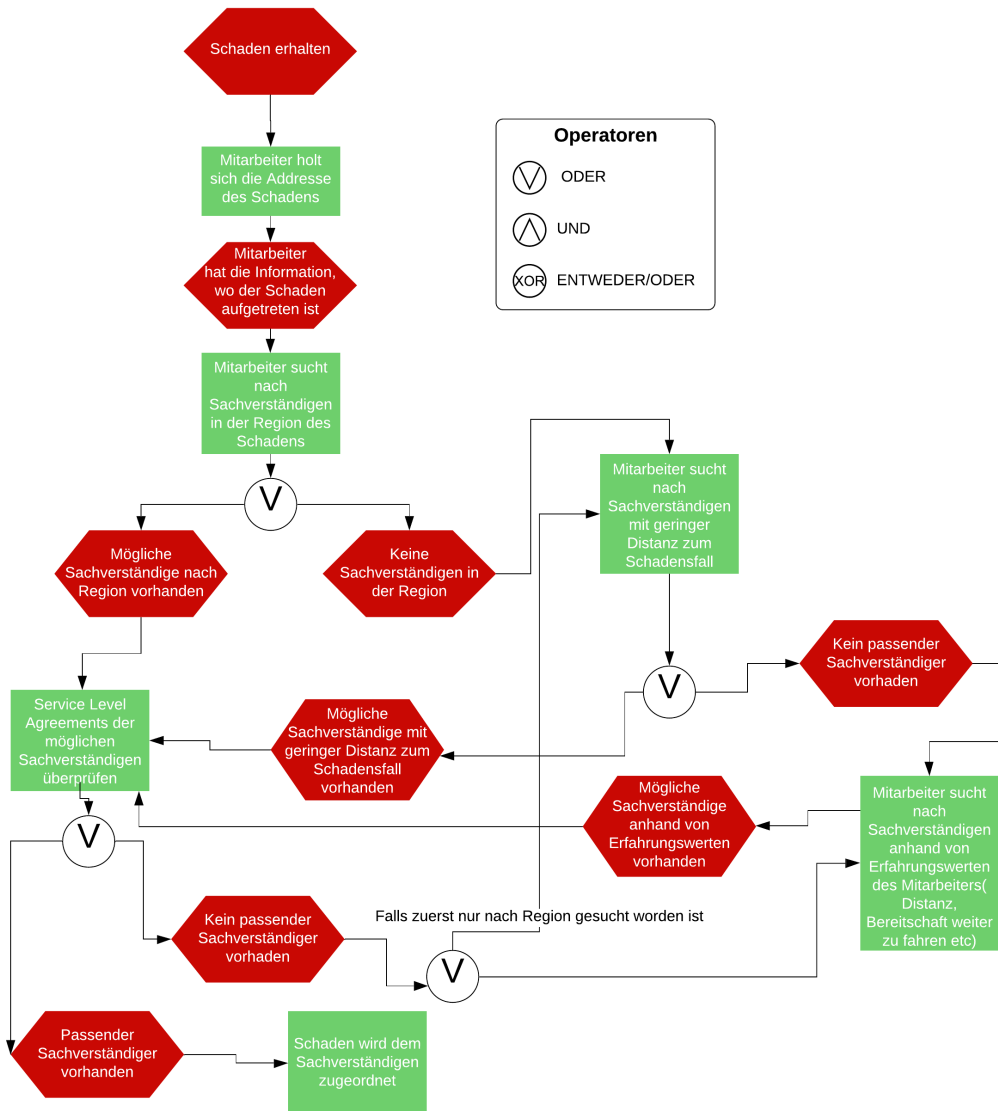 Schaden erhalten
Mitarbeiter holt
sich die Addresse
des Schadens
Operatoren
V
ODER
Λ
UND
XOR
ENTWEDER/ODER
Mitarbeiter
hat die Information,
wo der Schaden
aufgetreten ist
Mitarbeiter sucht
nach
Sachverständigen
in der Region des
Schadens
V
Mitarbeiter sucht
nach
Sachverständigen
mit geringer
Distanz zum
Schadensfall
Mögliche
Sachverständige nach
Region vorhanden
Keine
Sachverständigen in
der Region
V
Kein passender
Sachverständiger
vorhaden
Service Level
Agreements der
möglichen
Sachverständigen
überprüfen
Mögliche
Sachverständige mit
geringer Distanz zum
Schadensfall
vorhanden
Mögliche
Sachverständige
anhand von
Erfahrungswerten
vorhanden
Mitarbeiter sucht
nach
Sachverständigen
anhand von
Erfahrungswerten
des Mitarbeiters(
Distanz,
Bereitschaft weiter
zu fahren etc)
V
Kein passender
Sachverständiger
vorhaden
Falls zuerst nur nach Region gesucht worden ist
V
Passender
Sachverständiger
vorhanden
Schaden wird dem
Sachverständigen
zugeordnet